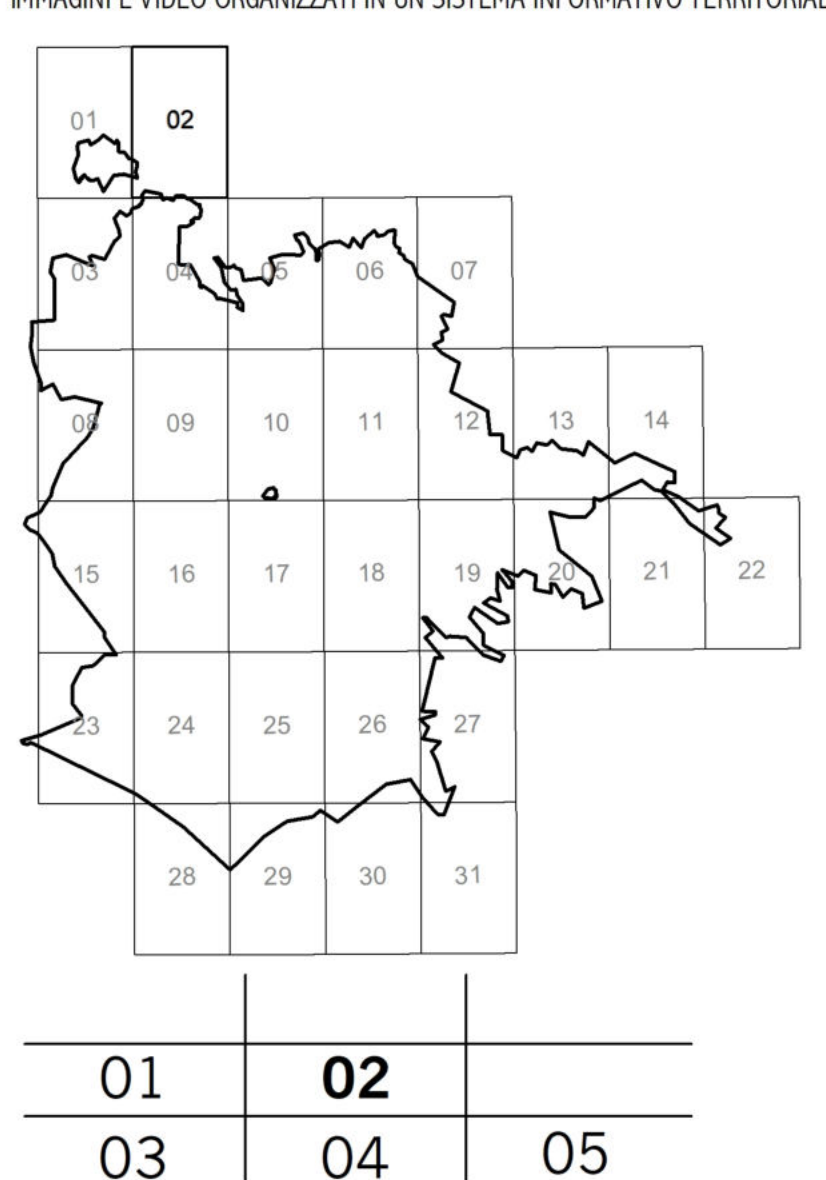 IMMAGINI E VIDEO ORGANIZZATI IN UN SISTEMA INFORMATIVO TERRITORIAL
01 02
03 04 05 06 07
08 09 10 11 12 13 14
15 16 17 18 19 20 21 22
23 24 25 26 27
28 29 30 31
01 02
03 04 05